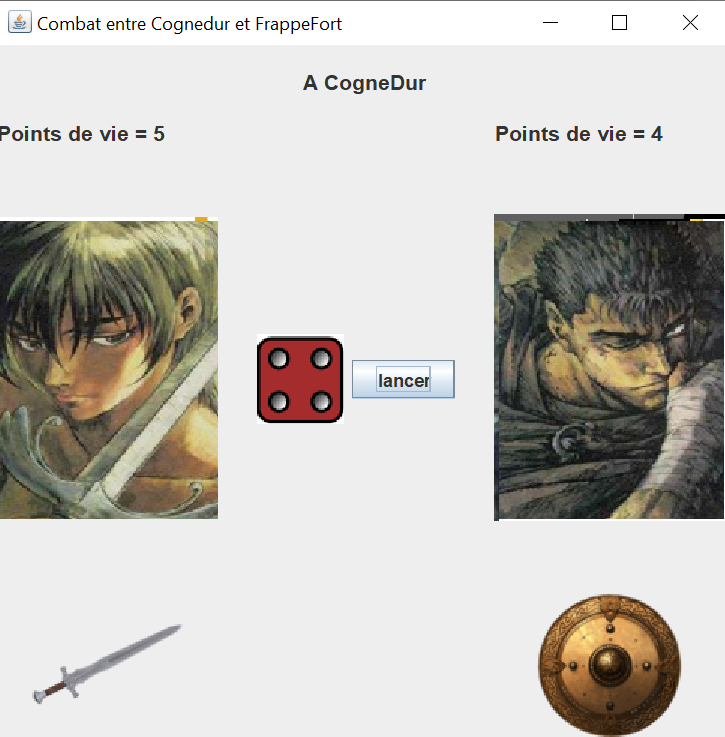 Combat entre Cognedur et FrappeFort
A CogneDur
Points de vie = 5
Points de vie = 4
lancer